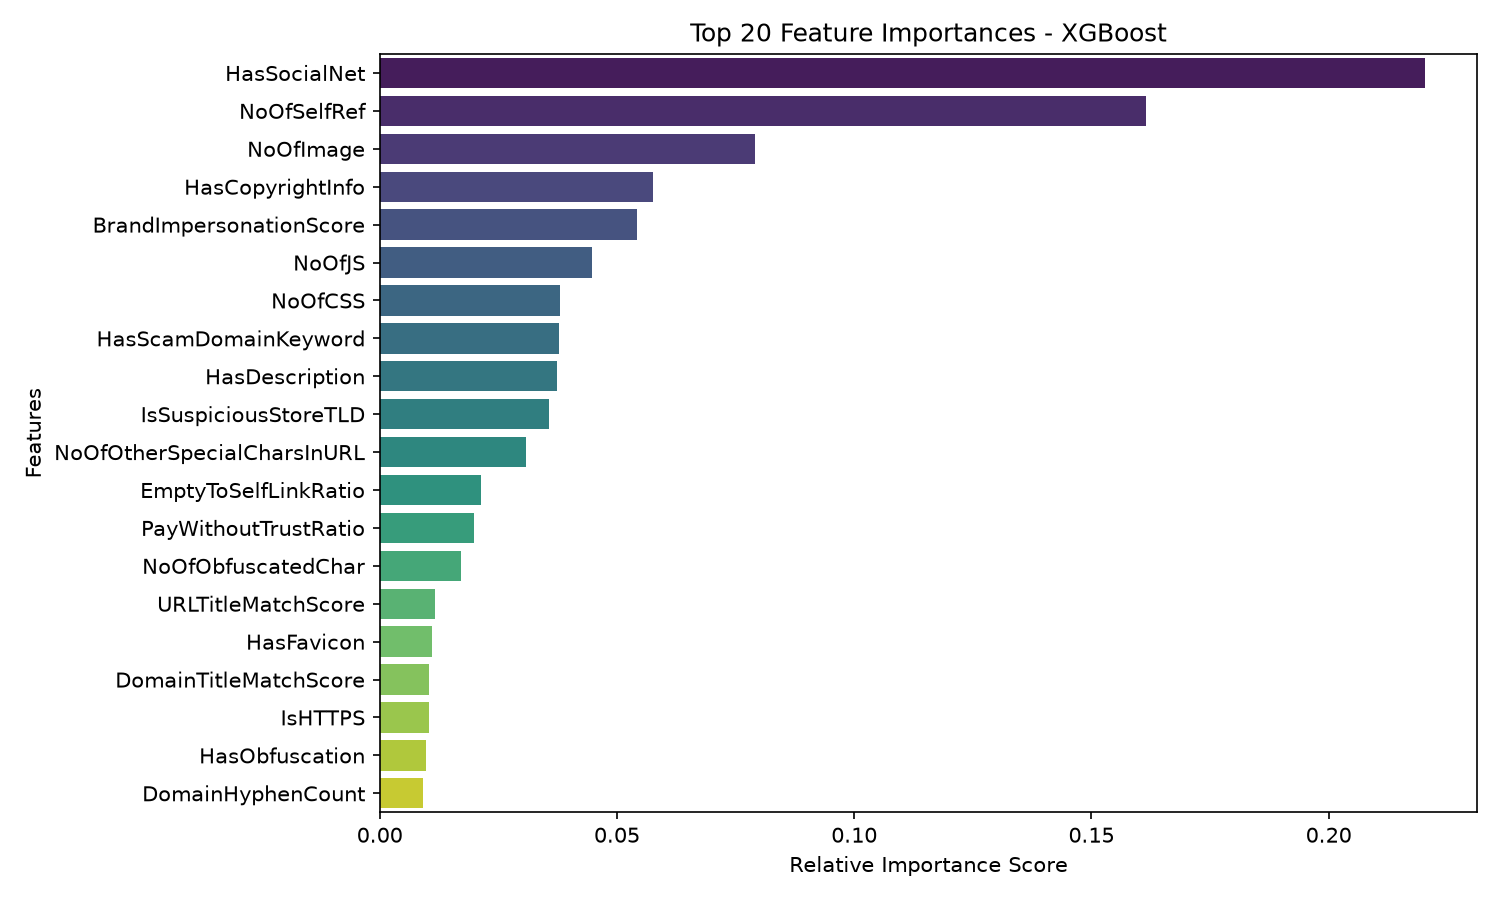 Top 20 Feature Importances - XGBoost
HasSocialNet
NoOfSelfRef
NoOfImage
HasCopyrightInfo
BrandImpersonationScore
NoOfJS
NoOfCSS
HasScamDomainKeyword
HasDescription
IsSuspiciousStoreTLD
NoOfOtherSpecialCharsInURL
EmptyToSelfLinkRatio
PayWithoutTrustRatio
NoOfObfuscatedChar
URLTitleMatchScore
HasFavicon
DomainTitleMatchScore
IsHTTPS
HasObfuscation
DomainHyphenCount
Features
0.00 0.05 0.10 0.15 0.20
Relative Importance Score